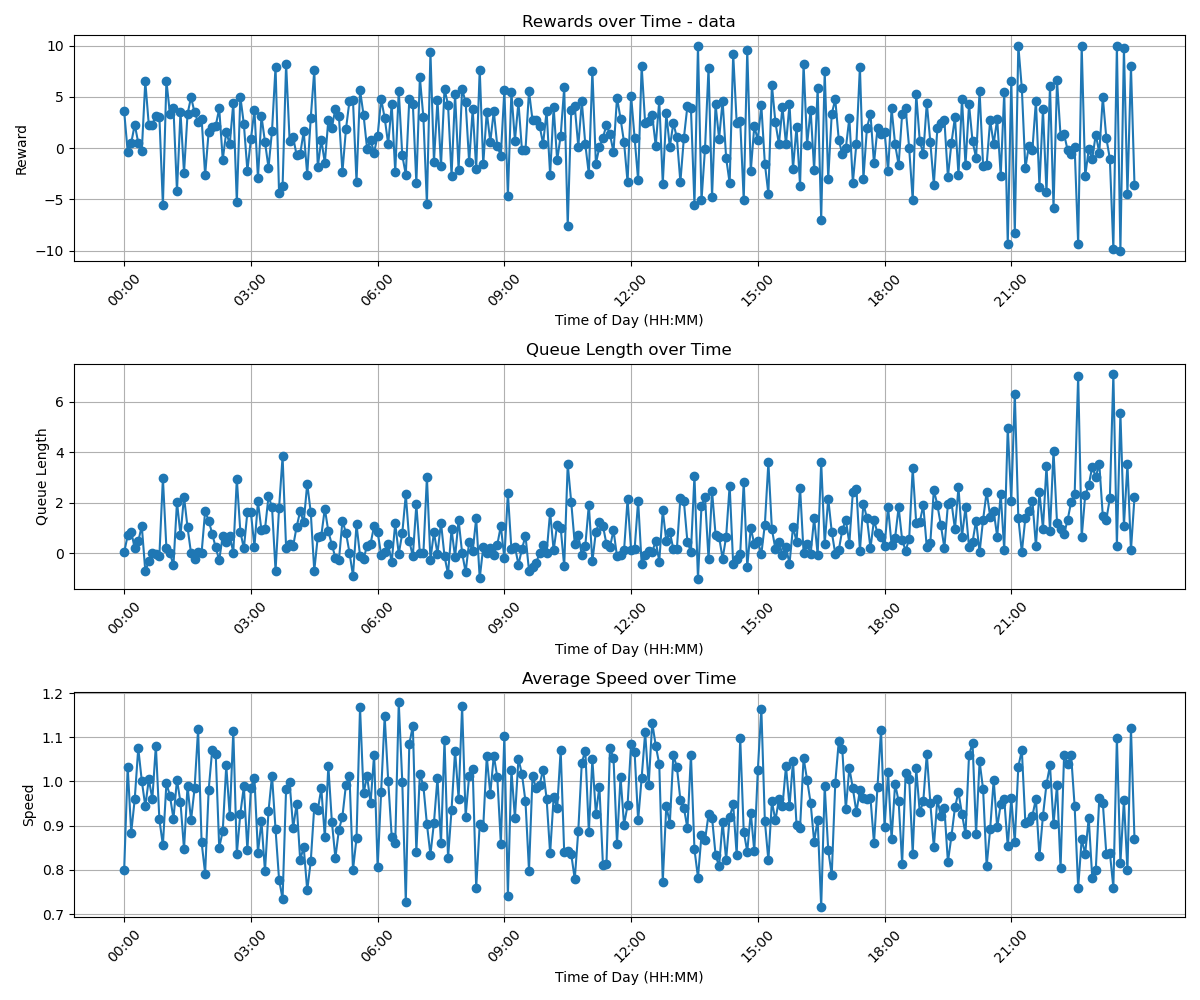 Rewards over Time - data
10
5
0
−5
−10
Reward
00:00 03:00 06:00 09:00 12:00 15:00 18:00 21:00
Time of Day (HH:MM)
Queue Length over Time
6
4
2
0
Queue Length
00:00 03:00 06:00 09:00 12:00 15:00 18:00 21:00
Time of Day (HH:MM)
Average Speed over Time
1.2
1.1
1.0
0.9
0.8
0.7
Speed
00:00 03:00 06:00 09:00 12:00 15:00 18:00 21:00
Time of Day (HH:MM)